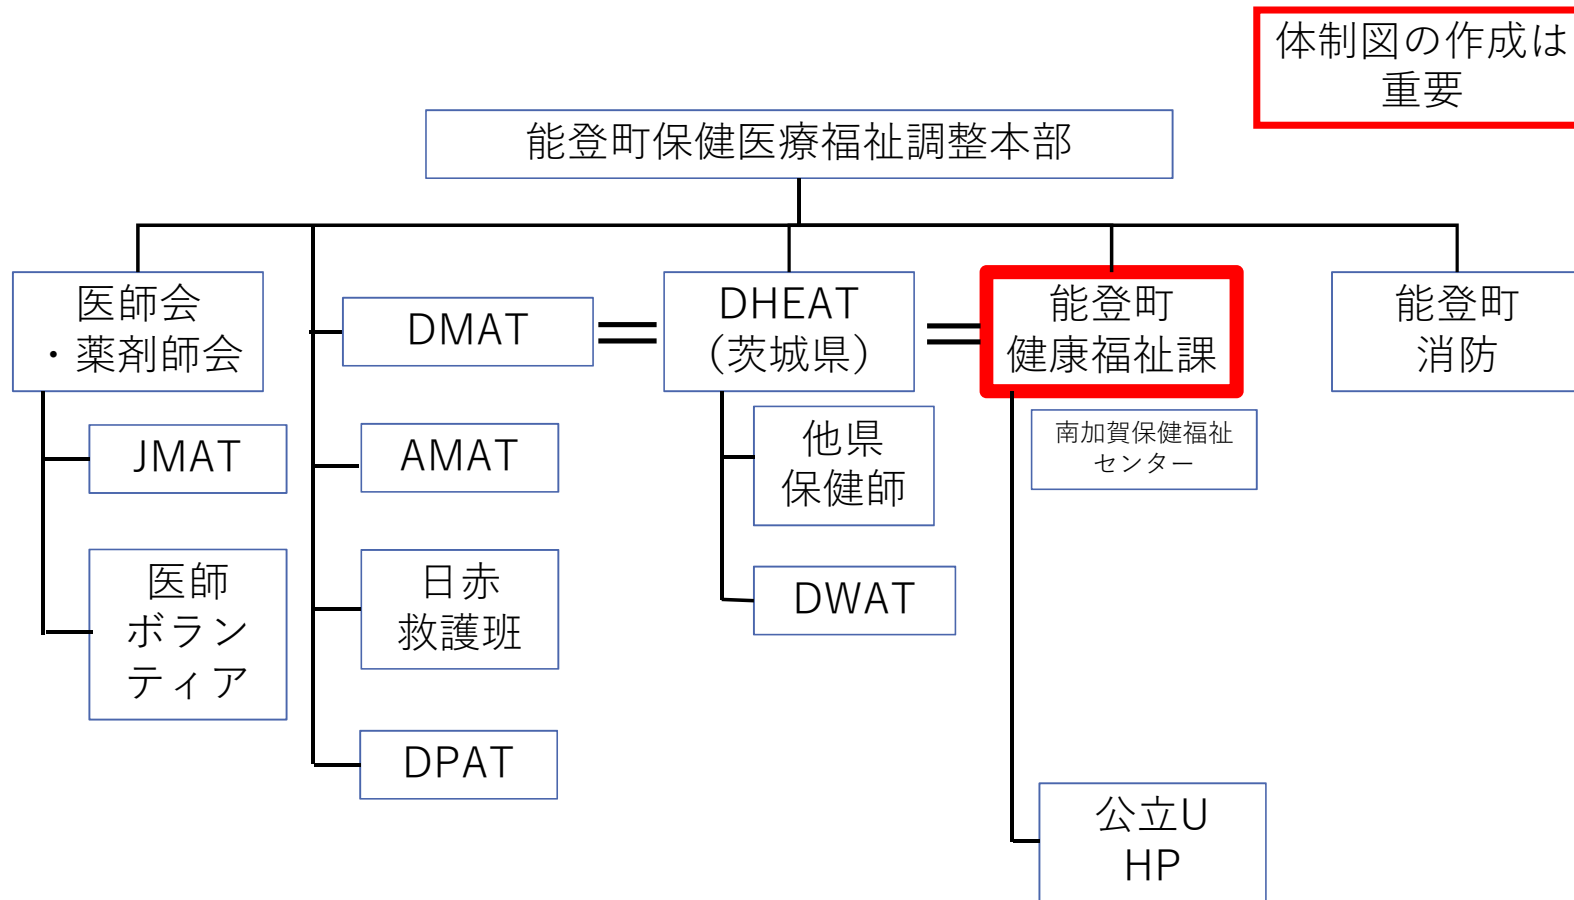 体制図の作成は
重要
能登町保健医療福祉調整本部
医師会
・薬剤師会
DMAT
DHEAT
（茨城県）
能登町
健康福祉課
能登町
消防
JMAT
AMAT
他県
保健師
南加賀保健福祉
センター
医師
ボラン
ティア
日赤
救護班
DWAT
DPAT
公立U
HP